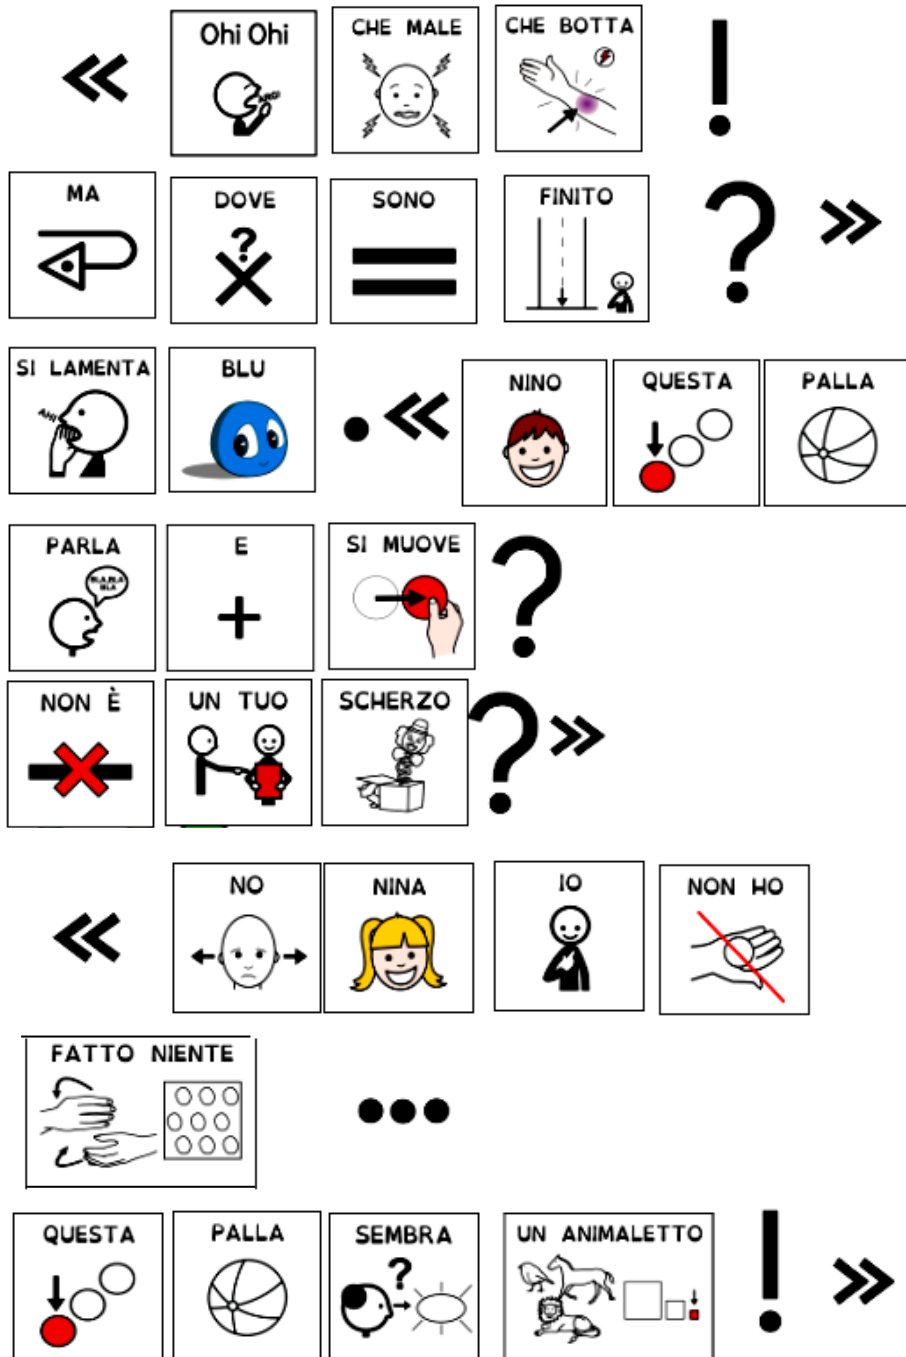 « Ohi Ohi CHE MALE CHE BOTTA !
MA DOVE SONO FINITO ? »
SI LAMENTA BLU . « NINO QUESTA PALLA
PARLA E SI MUOVE ?
NON È UN TUO SCHERZO ? »
« NO NINA IO NON HO
FATTO NIENTE ...
QUESTA PALLA SEMBRA UN ANIMALETTO ! »